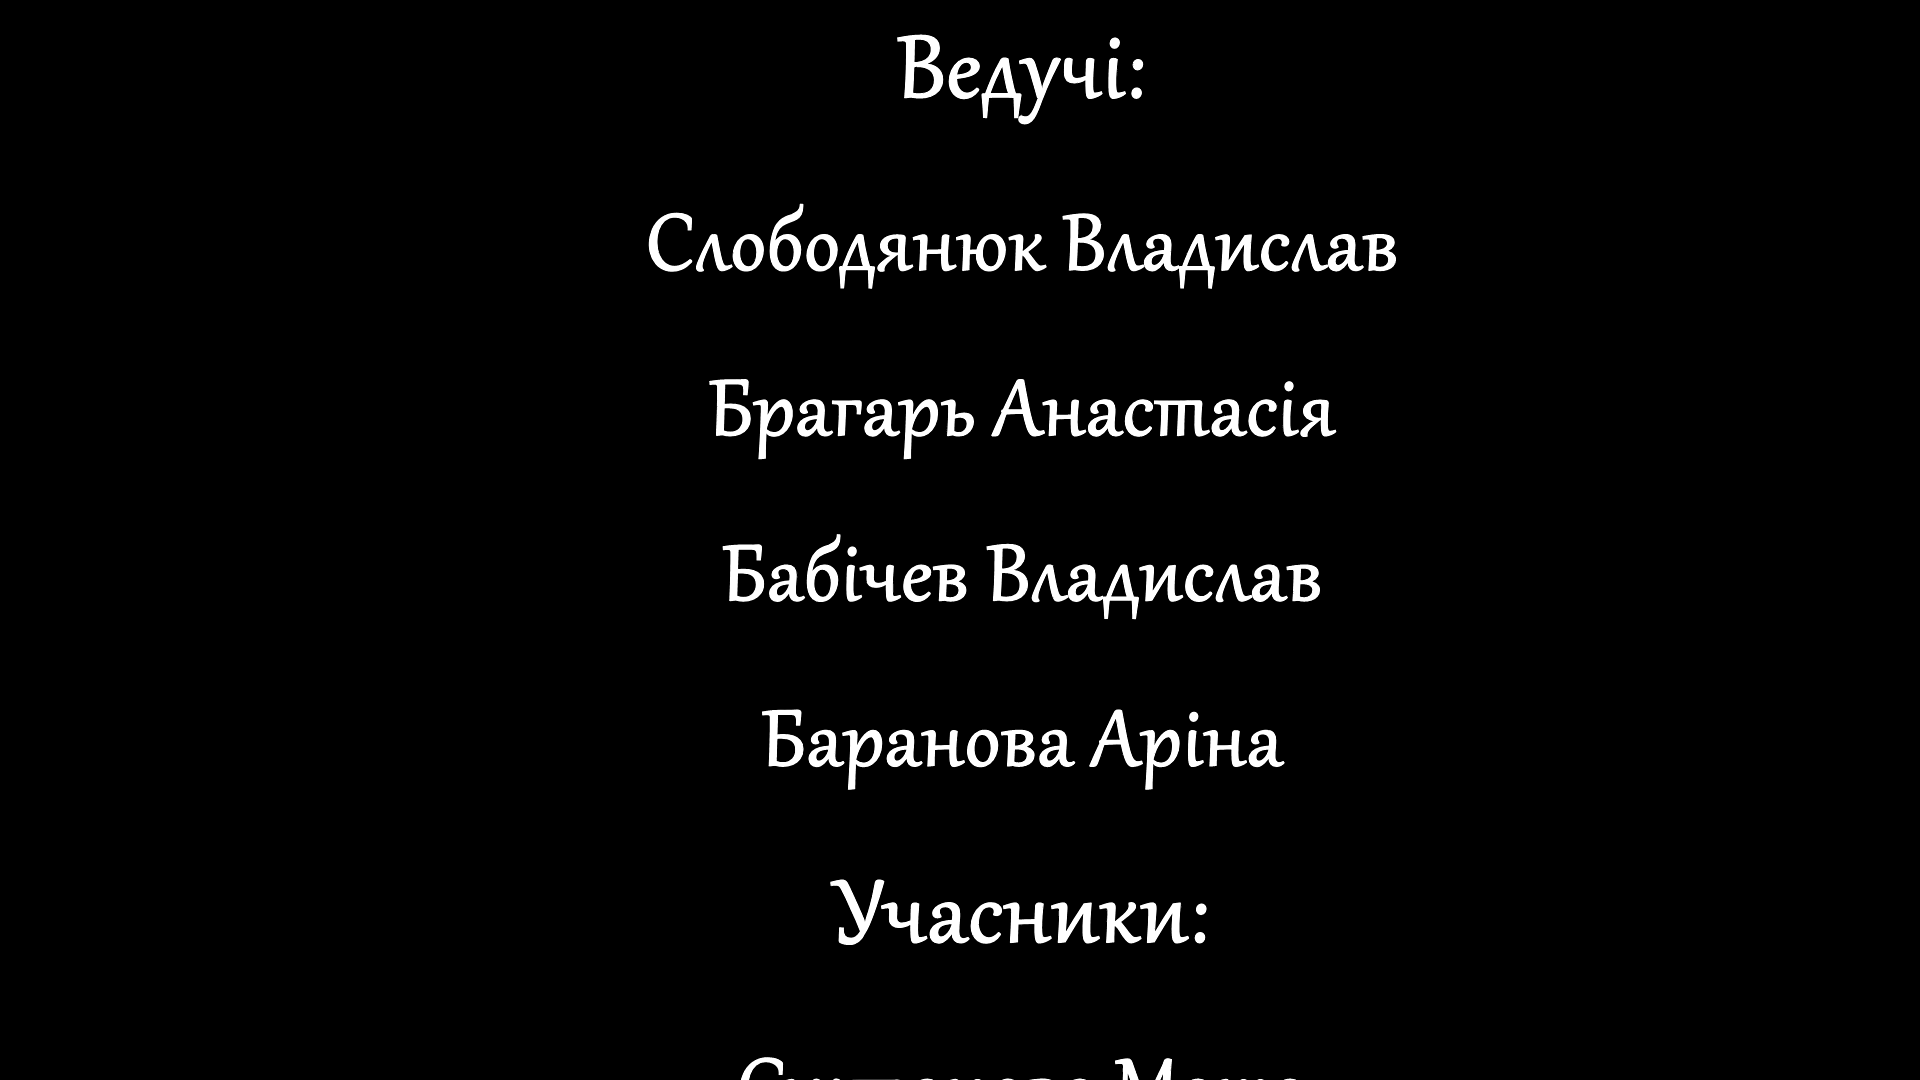 Ведучі:
Слободянюк Владислав
Брагарь Анастасія
Бабічев Владислав
Баранова Аріна
Учасники: